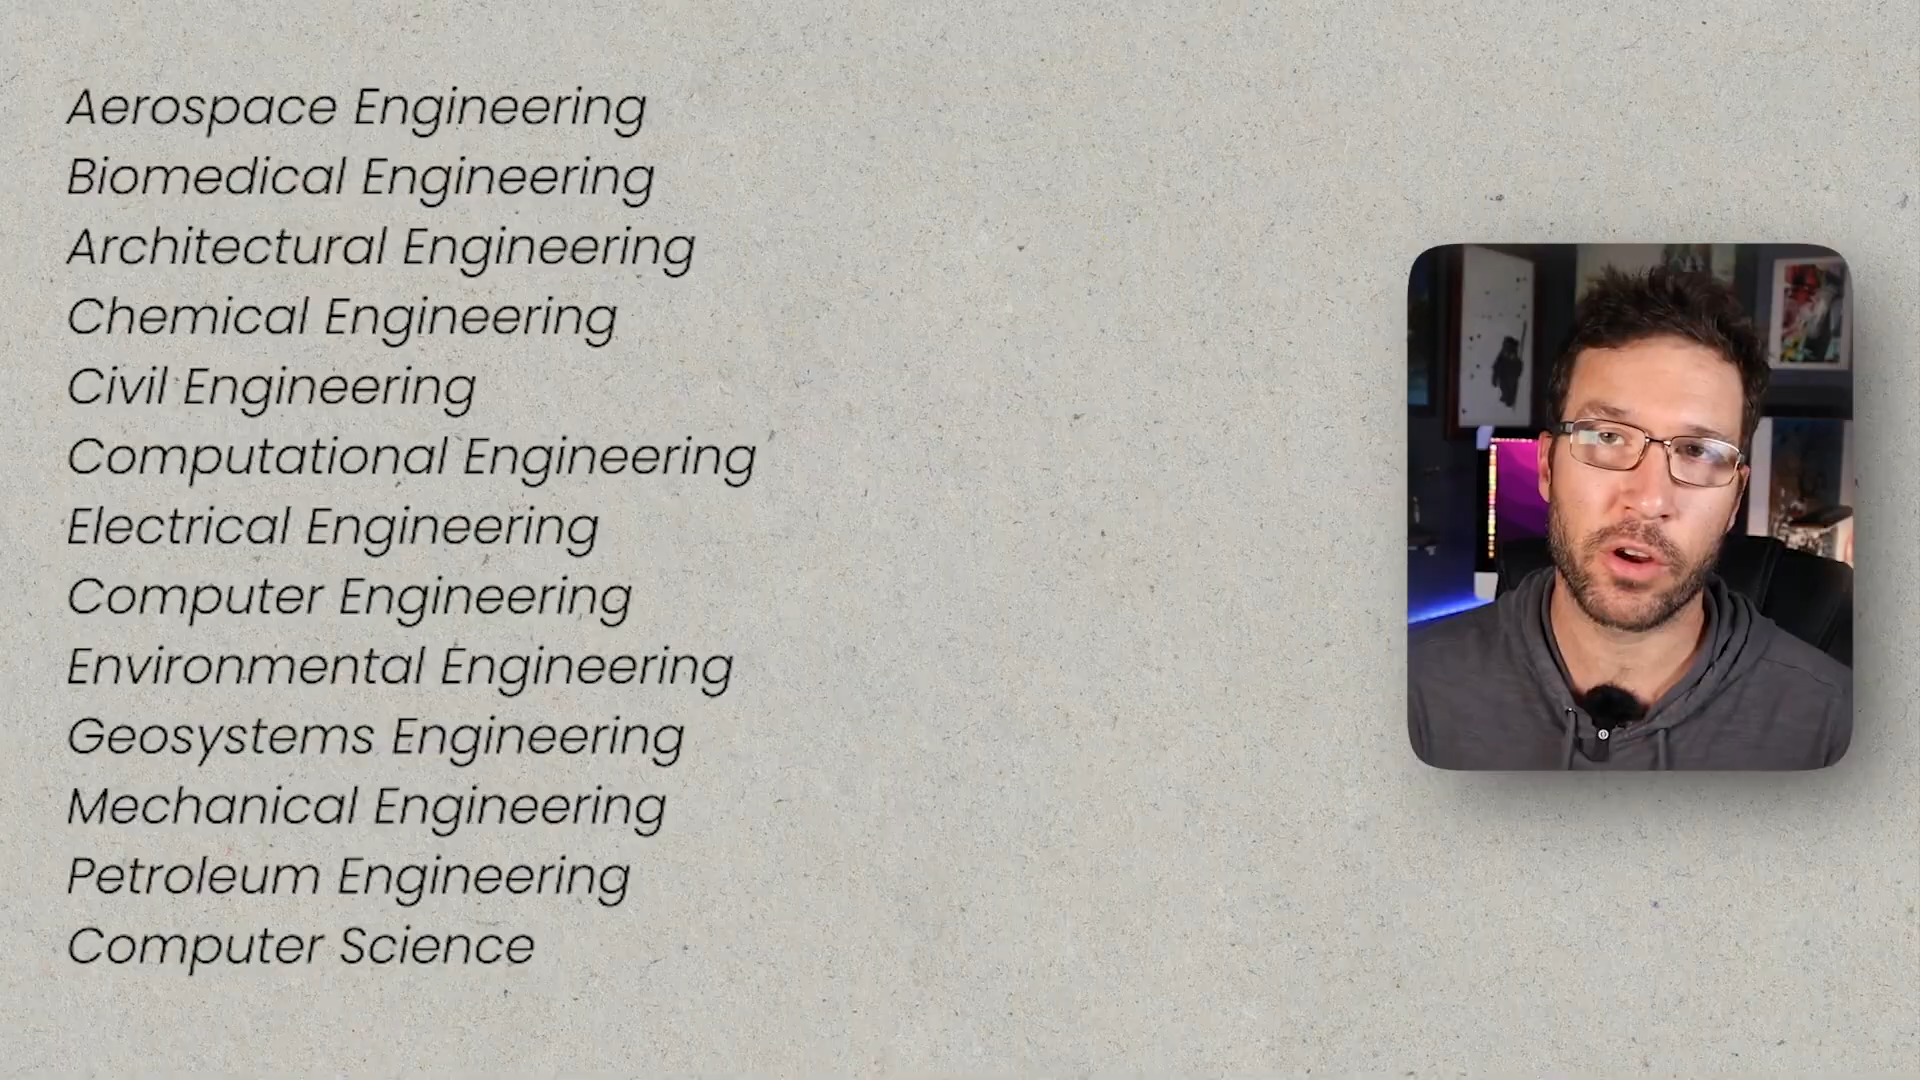 Aerospace Engineering
Biomedical Engineering
Architectural Engineering
Chemical Engineering
Civil Engineering
Computational Engineering
Electrical Engineering
Computer Engineering
Environmental Engineering
Geosystems Engineering
Mechanical Engineering
Petroleum Engineering
Computer Science